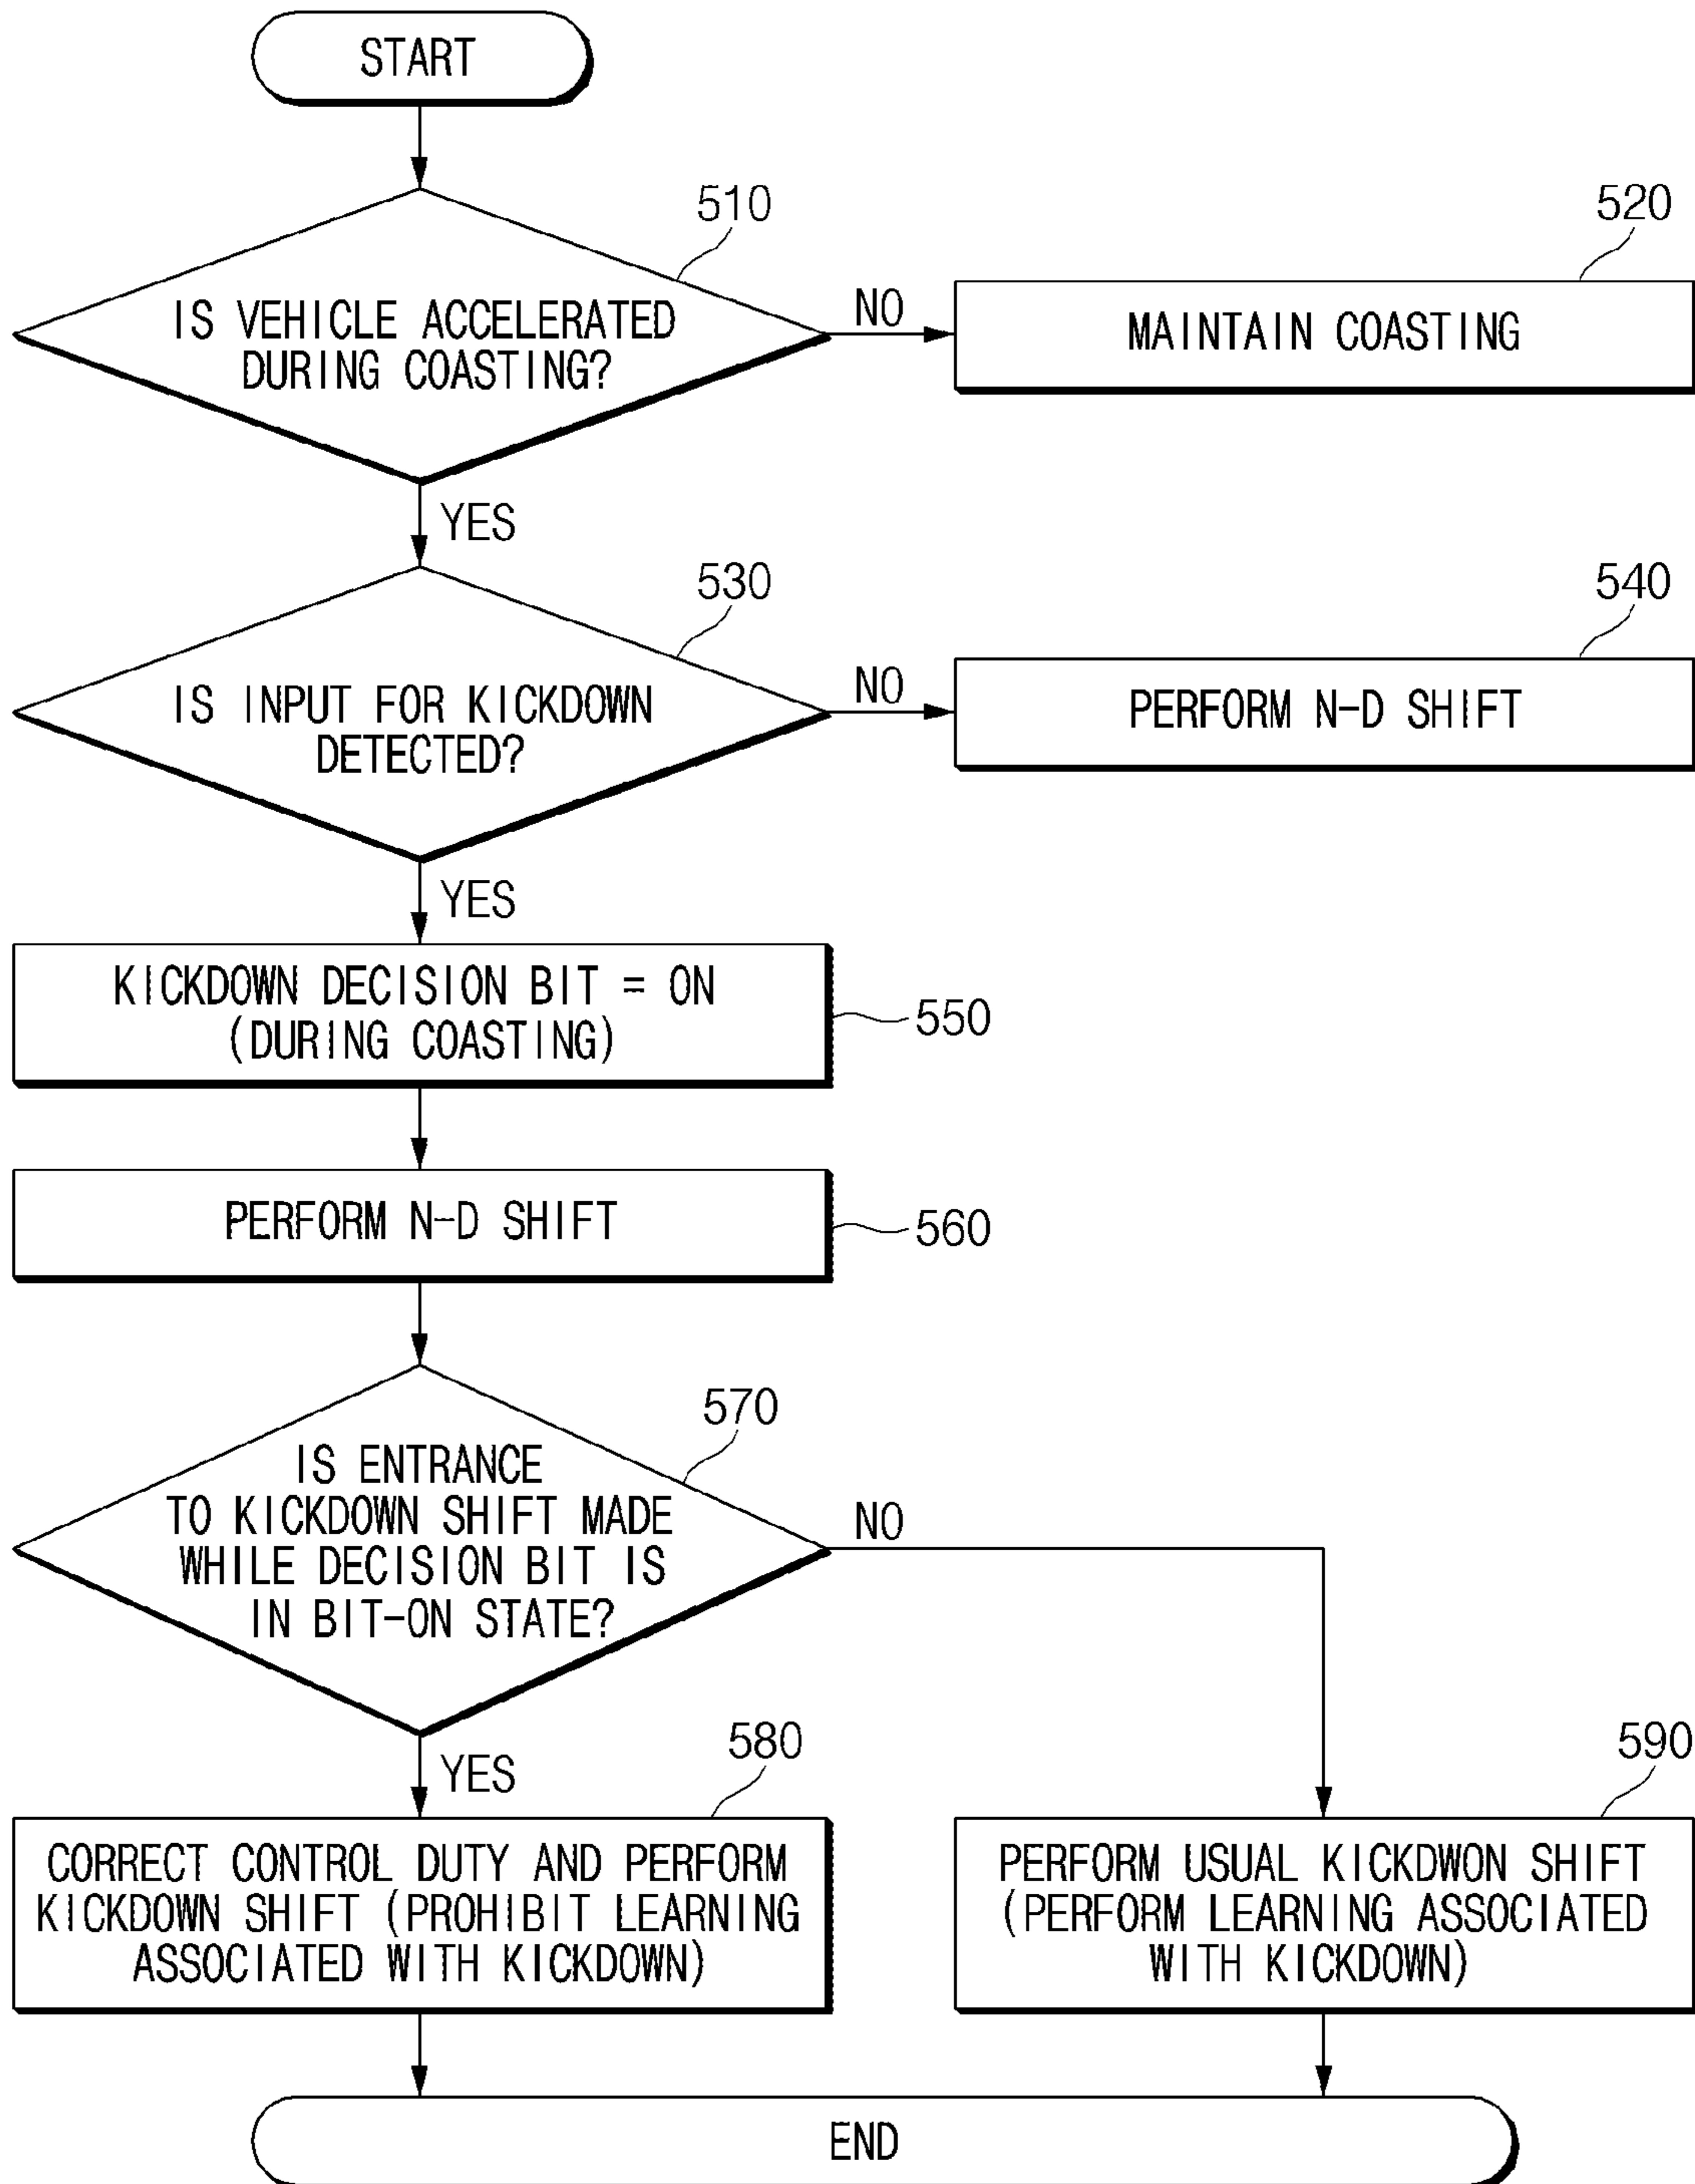 START
510
IS VEHICLE ACCELERATED
DURING COASTING?
NO
520
MAINTAIN COASTING
YES
530
IS INPUT FOR KICKDOWN
DETECTED?
NO
540
PERFORM N-D SHIFT
YES
KICKDOWN DECISION BIT = ON
(DURING COASTING)
550
PERFORM N-D SHIFT
560
570
IS ENTRANCE
TO KICKDOWN SHIFT MADE
WHILE DECISION BIT IS
IN BIT-ON STATE?
NO
YES
580
CORRECT CONTROL DUTY AND PERFORM
KICKDOWN SHIFT (PROHIBIT LEARNING
ASSOCIATED WITH KICKDOWN)
590
PERFORM USUAL KICKDWON SHIFT
(PERFORM LEARNING ASSOCIATED
WITH KICKDOWN)
END